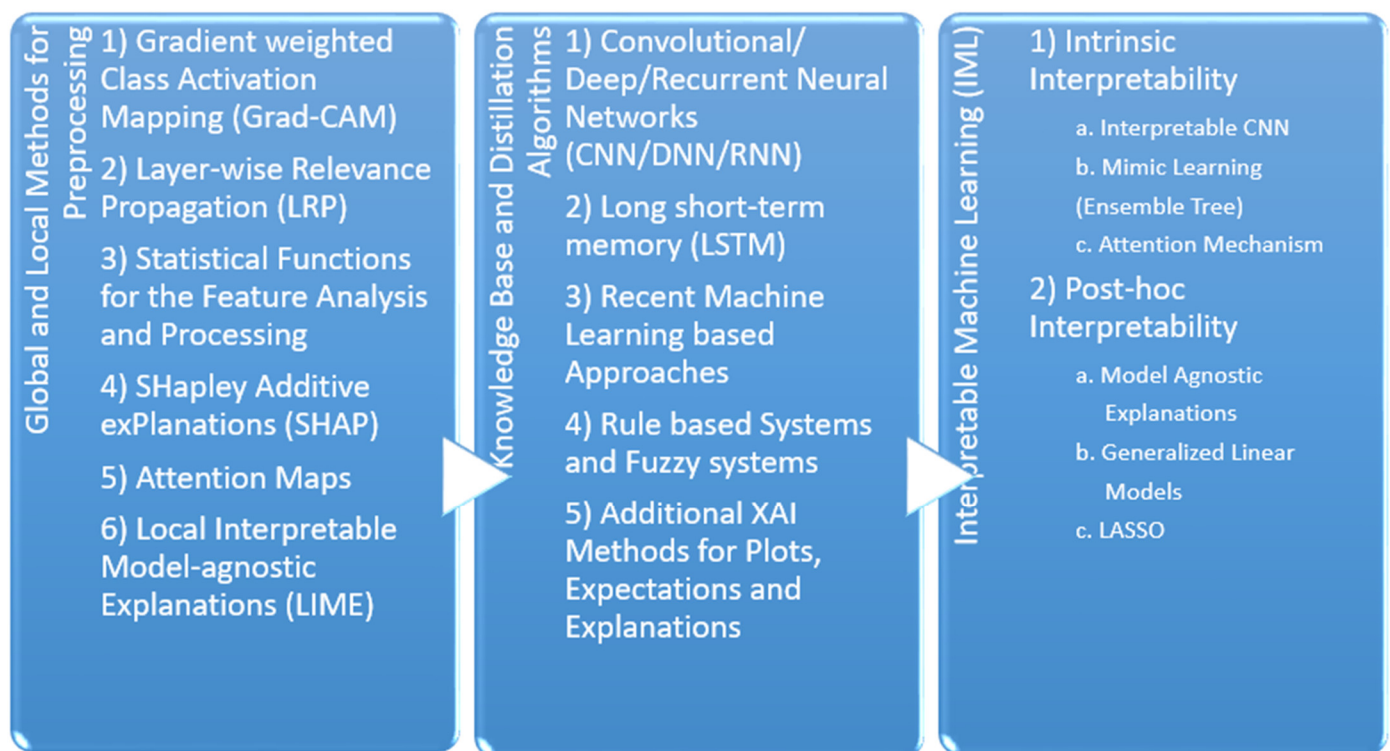 Global and Local Methods for
Preprocessing
1) Gradient weighted
Class Activation
Mapping (Grad-CAM)
2) Layer-wise Relevance
Propagation (LRP)
3) Statistical Functions
for the Feature Analysis
and Processing
4) SHapley Additive
exPlanations (SHAP)
5) Attention Maps
6) Local Interpretable
Model-agnostic
Explanations (LIME)
Knowledge Base and Distillation
Algorithms
1) Convolutional/
Deep/Recurrent Neural
Networks
(CNN/DNN/RNN)
2) Long short-term
memory (LSTM)
3) Recent Machine
Learning based
Approaches
4) Rule based Systems
and Fuzzy systems
5) Additional XAI
Methods for Plots,
Expectations and
Explanations
Interpretable Machine Learning (IML)
1) Intrinsic
Interpretability
a. Interpretable CNN
b. Mimic Learning
(Ensemble Tree)
c. Attention Mechanism
2) Post-hoc
Interpretability
a. Model Agnostic
Explanations
b. Generalized Linear
Models
c. LASSO